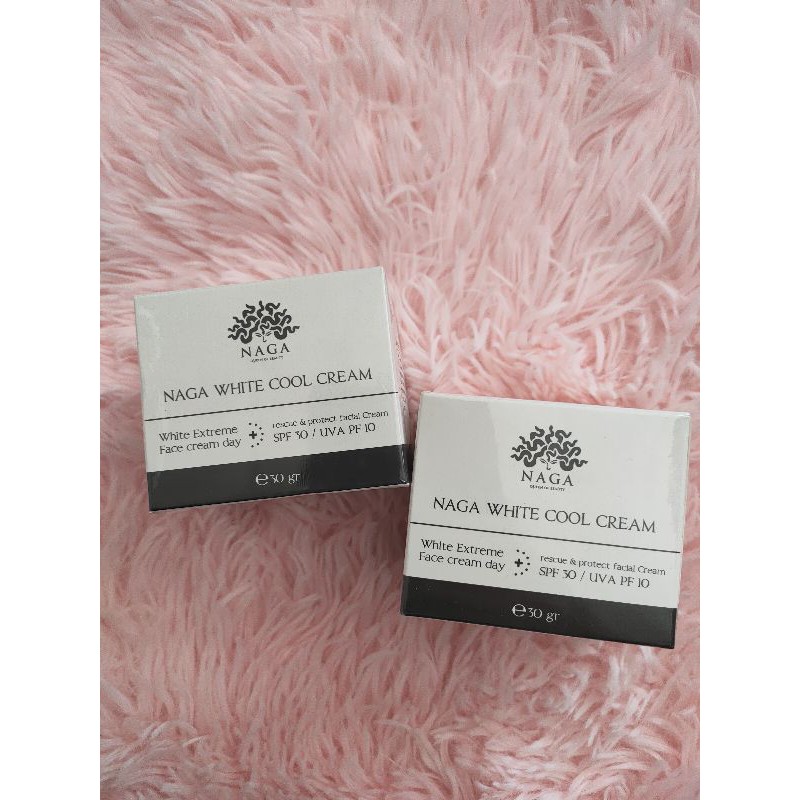 NAGA
NAGA WHITE COOL CREAM
White Extreme
Face cream day
rescue & protect facial Cream
SPF 30 / UVA PF 10
℮30 gr
NAGA
NAGA WHITE COOL CREAM
White Extreme
Face cream day
rescue & protect facial Cream
SPF 30 / UVA PF 10
℮30 gr